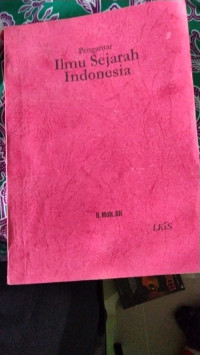 Pengantar
Ilmu Sejarah
Indonesia
R. Moh. Ali
LKiS